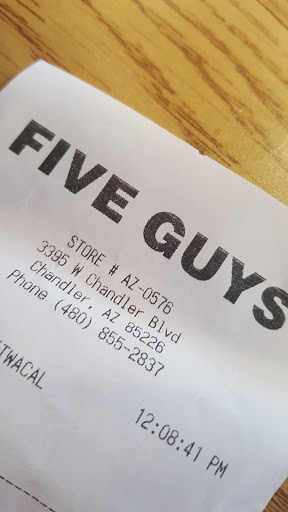 FIVE GUYS
STORE # AZ-0576
3395 W Chandler Blvd
Chandler, AZ 85226
Phone (480) 855-2837
12:08:41 PM